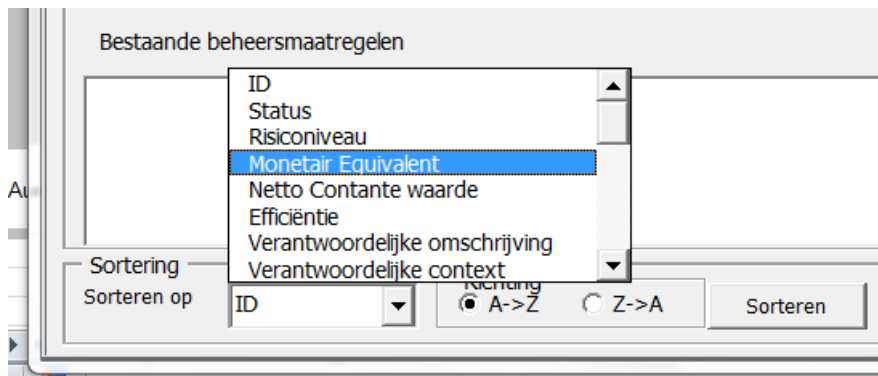 Bestaande beheersmaatregelen
ID
Status
Risiconiveau
Monetair Equivalent
Netto Contante waarde
Efficiëntie
Verantwoordelijke omschrijving
Verantwoordelijke context
Sortering
Richting
Sorteren op
ID
A->Z
Z->A
Sorteren